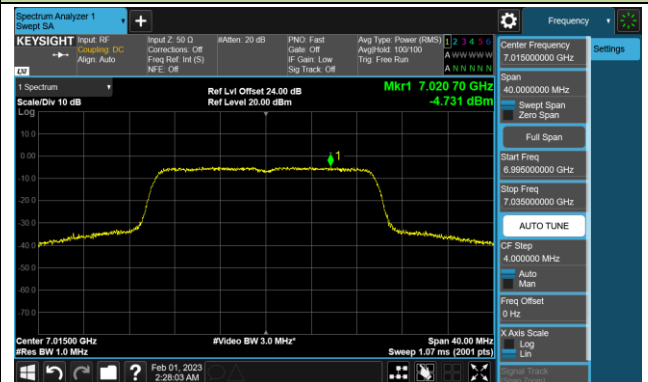 Spectrum Analyzer 1
Swept SA
Frequency
KEYSIGHT
Input: RF
Coupling: DC
Align: Auto
Input Z: 50 Ω
Corrections: Off
Freq Ref: Int (S)
NFE: Off
#Atten: 20 dB
PNO: Fast
Gate: Off
IF Gain: Low
Sig Track: Off
Avg Type: Power (RMS)
Avg|Hold: 100/100
Trig: Free Run
1 2 3 4 5 6
A W W W W W
A N N N N N
LXI
1 Spectrum
Scale/Div 10 dB
Log
Ref Lvl Offset 24.00 dB
Ref Level 20.00 dBm
Mkr1 7.020 70 GHz
-4.731 dBm
10.0
0.00
-10.0
-20.0
-30.0
-40.0
-50.0
-60.0
-70.0
1
Center 7.01500 GHz
#Res BW 1.0 MHz
#Video BW 3.0 MHz*
Span 40.00 MHz
Sweep 1.07 ms (2001 pts)
Feb 01, 2023
2:28:03 AM
Center Frequency
7.015000000 GHz
Settings
Span
40.0000000 MHz
Swept Span
Zero Span
Full Span
Start Freq
6.995000000 GHz
Stop Freq
7.035000000 GHz
AUTO TUNE
CF Step
4.000000 MHz
Auto
Man
Freq Offset
0 Hz
X Axis Scale
Log
Lin
Signal Track